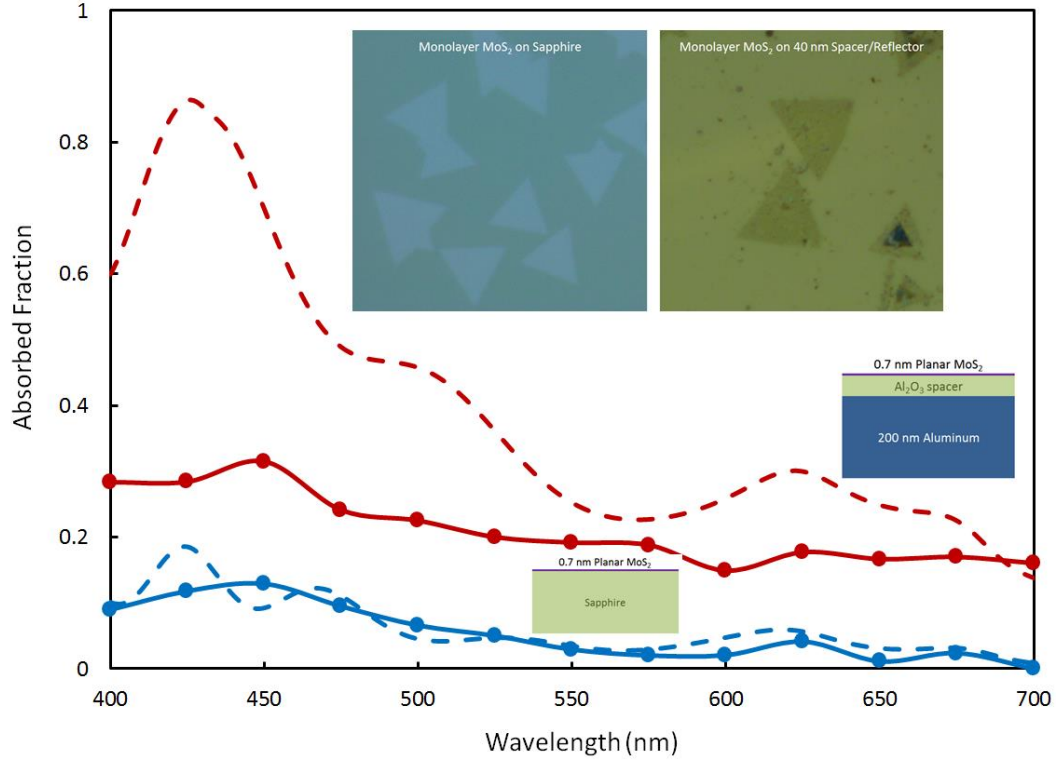 1
0.8
0.6
0.4
0.2
0
Absorbed Fraction
400
450
500
550
600
650
700
Wavelength (nm)
Monolayer MoS₂ on Sapphire
Monolayer MoS₂ on 40 nm Spacer/Reflector
0.7 nm Planar MoS₂
Al₂O₃ spacer
200 nm Aluminum
0.7 nm Planar MoS₂
Sapphire